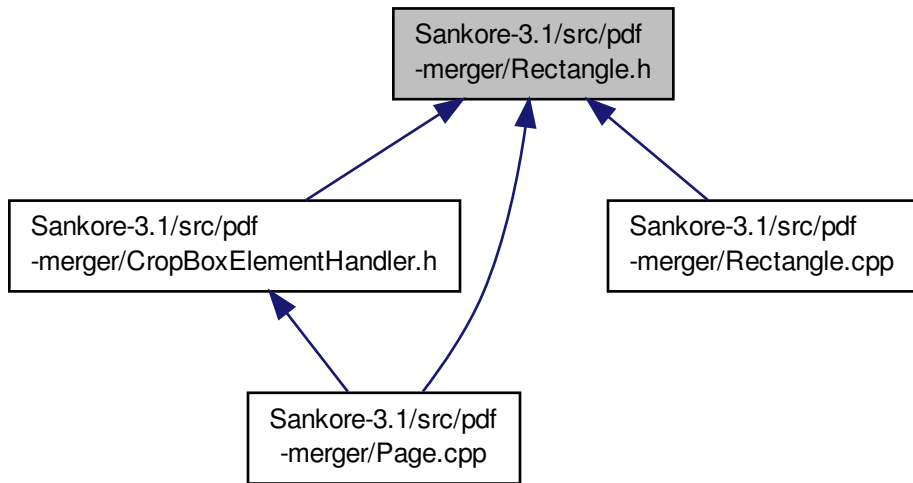 Sankore-3.1/src/pdf
-merger/Rectangle.h
Sankore-3.1/src/pdf
-merger/CropBoxElementHandler.h
Sankore-3.1/src/pdf
-merger/Rectangle.cpp
Sankore-3.1/src/pdf
-merger/Page.cpp